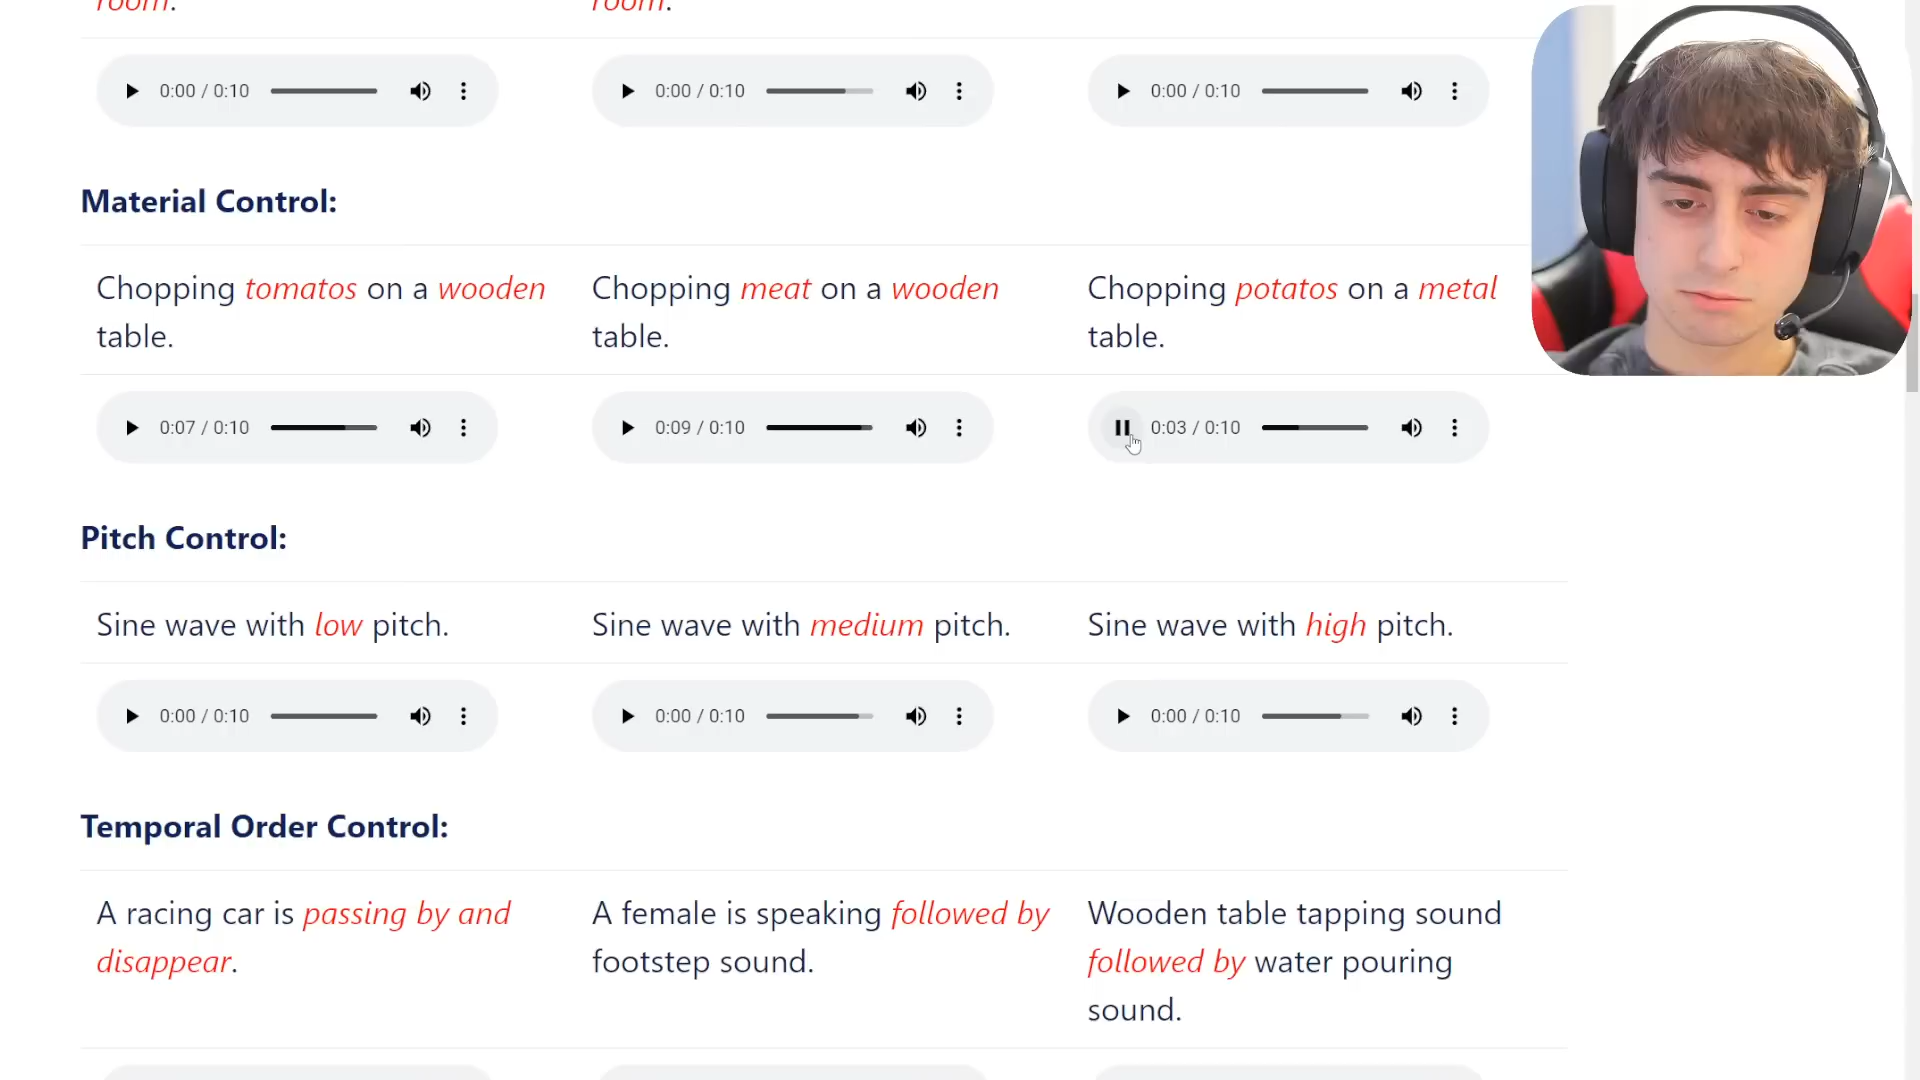 room.
room.
0:00 / 0:10
0:00 / 0:10
0:00 / 0:10
Material Control:
Chopping tomatos on a wooden
table.
Chopping meat on a wooden
table.
Chopping potatos on a metal
table.
0:07 / 0:10
0:09 / 0:10
0:03 / 0:10
Pitch Control:
Sine wave with low pitch.
Sine wave with medium pitch.
Sine wave with high pitch.
0:00 / 0:10
0:00 / 0:10
0:00 / 0:10
Temporal Order Control:
A racing car is passing by and
disappear.
A female is speaking followed by
footstep sound.
Wooden table tapping sound
followed by water pouring
sound.